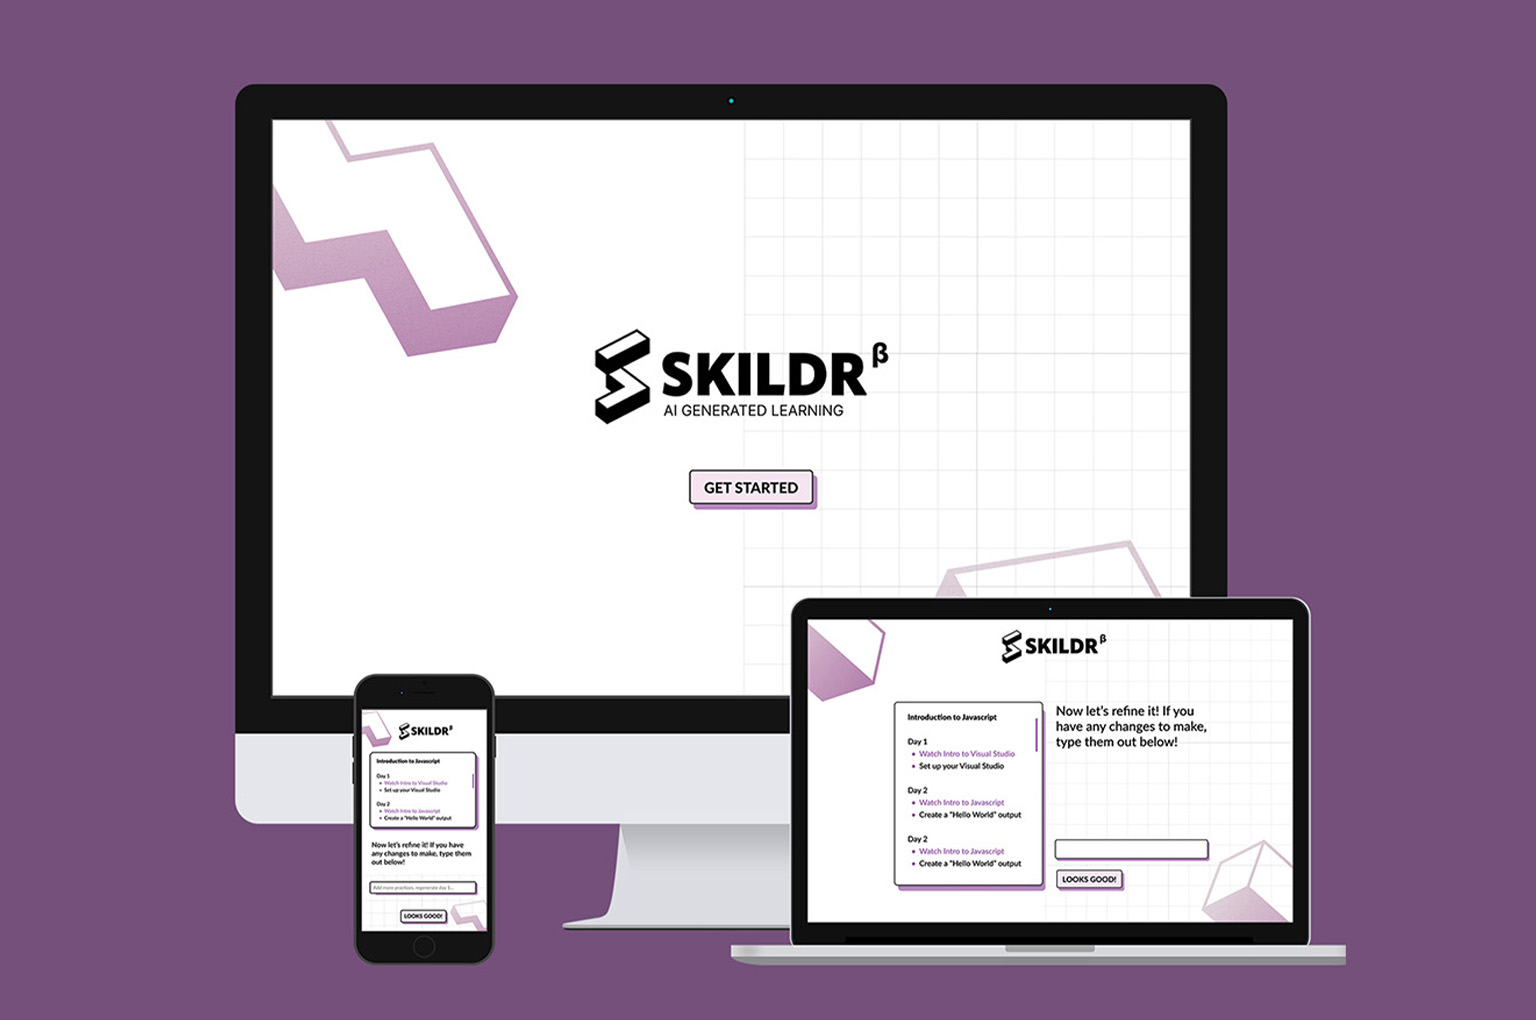 SKILDR β
AI GENERATED LEARNING
GET STARTED
SKILDR β
Introduction to Javascript
Day 1
• Watch Intro to Visual Studio
• Set up your Visual Studio
Day 2
• Watch Intro to Javascript
• Create a "Hello World" output
Now let's refine it! If you have
any changes to make, type them
out below!
Add more practices, regenerate day 1...
LOOKS GOOD!
SKILDR β
Introduction to Javascript
Day 1
• Watch Intro to Visual Studio
• Set up your Visual Studio
Day 2
• Watch Intro to Javascript
• Create a "Hello World" output
Day 2
• Watch Intro to Javascript
• Create a "Hello World" output
Now let's refine it! If you
have any changes to make,
type them out below!
LOOKS GOOD!